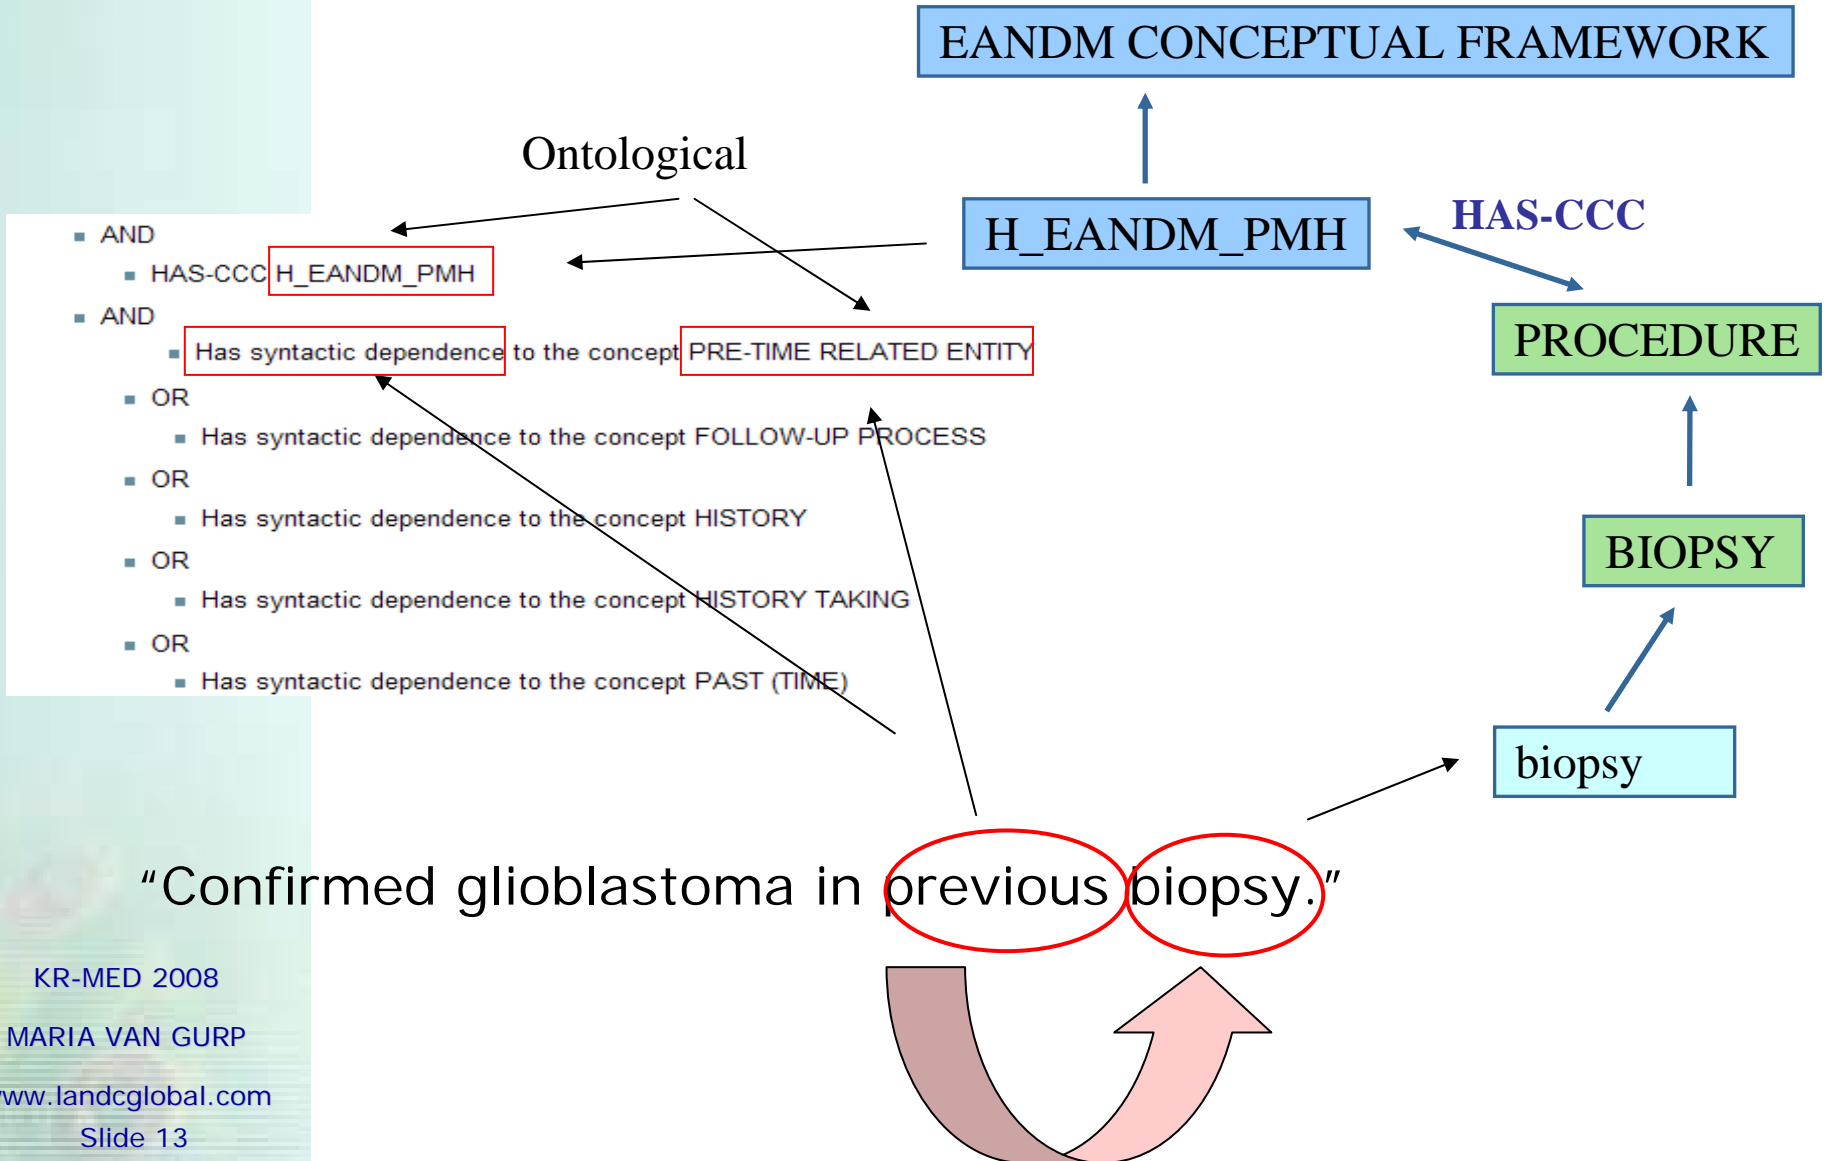 EANDM CONCEPTUAL FRAMEWORK
Ontological
H_EANDM_PMH
HAS-CCC
PROCEDURE
BIOPSY
biopsy
AND
HAS-CCC H_EANDM_PMH
AND
Has syntactic dependence to the concept PRE-TIME RELATED ENTITY
OR
Has syntactic dependence to the concept FOLLOW-UP PROCESS
OR
Has syntactic dependence to the concept HISTORY
OR
Has syntactic dependence to the concept HISTORY TAKING
OR
Has syntactic dependence to the concept PAST (TIME)
“Confirmed glioblastoma in previous biopsy.”
KR-MED 2008
MARIA VAN GURP
www.landcglobal.com
Slide 13